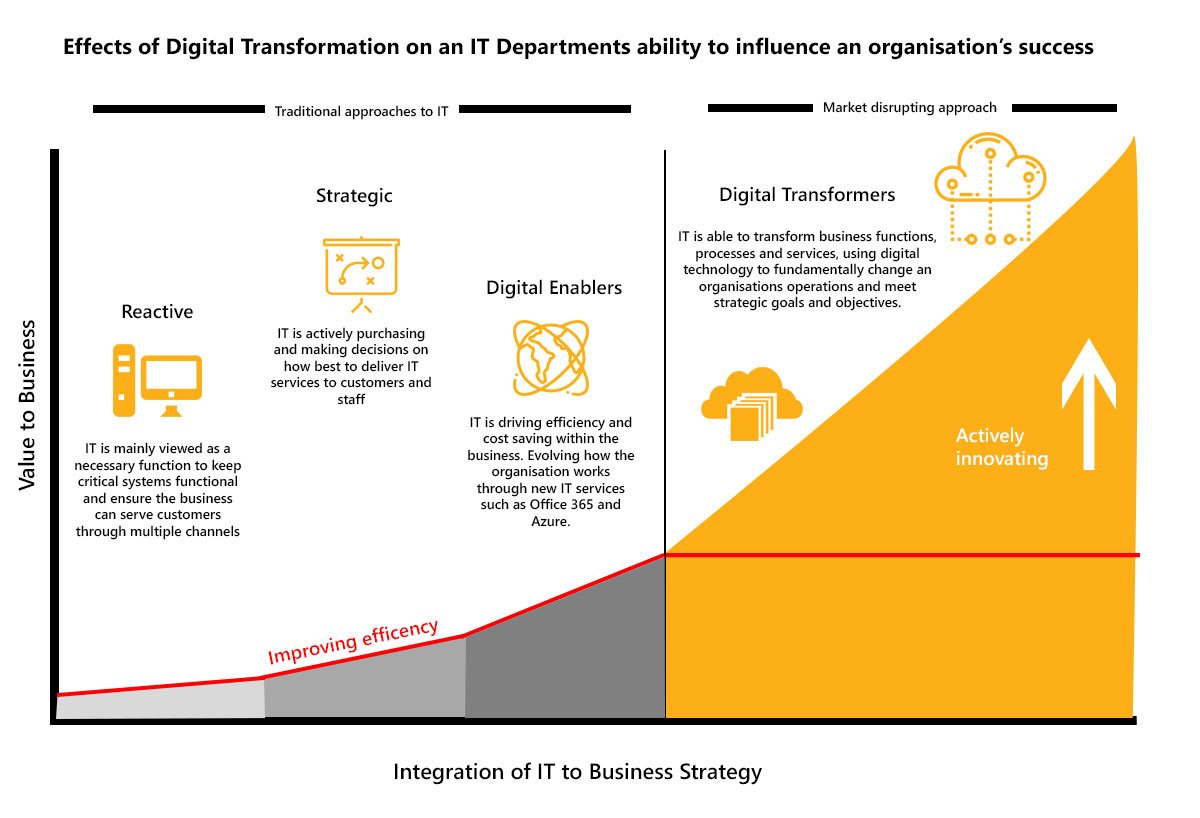 Effects of Digital Transformation on an IT Departments ability to influence an organisation's success
Traditional approaches to IT
Market disrupting approach
Value to Business
Reactive
IT is mainly viewed as a
necessary function to keep
critical systems functional
and ensure the business
can serve customers
through multiple channels
Strategic
IT is actively purchasing
and making decisions on
how best to deliver IT
services to customers and
staff
Digital Enablers
IT is driving efficiency and
cost saving within the
business. Evolving how the
organisation works
through new IT services
such as Office 365 and
Azure.
Digital Transformers
IT is able to transform business functions,
processes and services, using digital
technology to fundamentally change an
organisations operations and meet
strategic goals and objectives.
Actively
innovating
Improving efficency
Integration of IT to Business Strategy